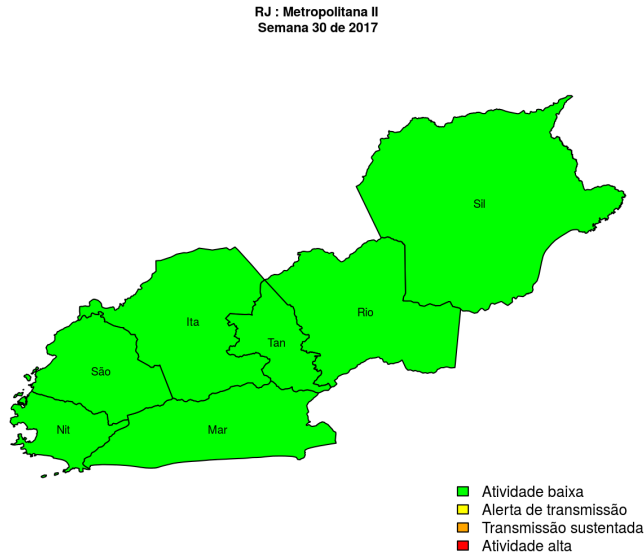 RJ : Metropolitana II
Semana 30 de 2017
Sil
Rio
Ita
Tan
São
Nit
Mar
Atividade baixa
Alerta de transmissão
Transmissão sustentada
Atividade alta